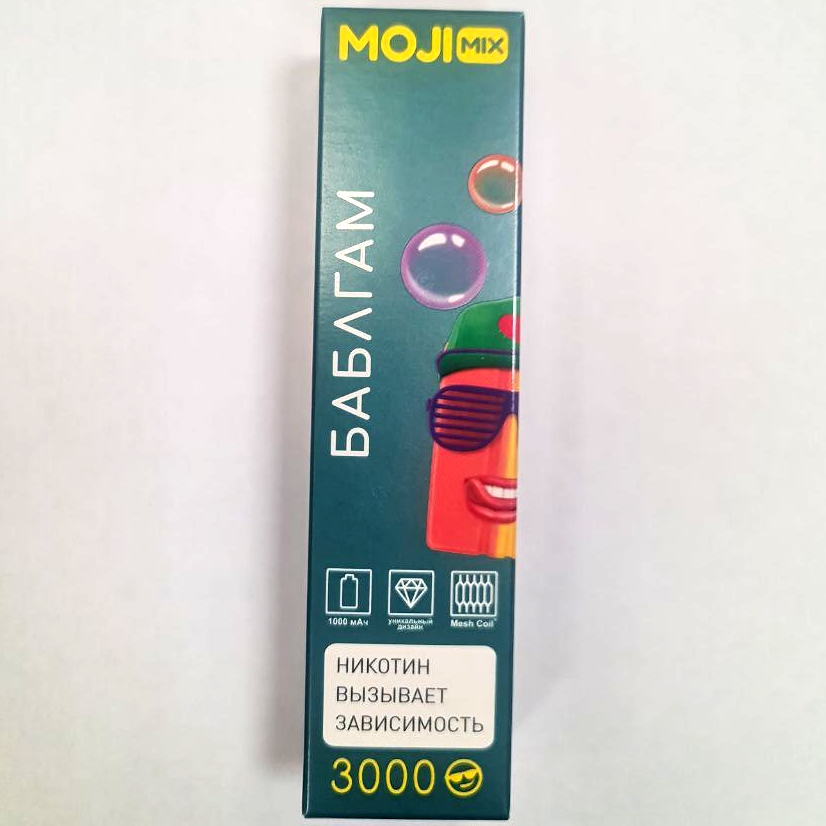 MOJI MIX
БАБЛГАМ
1000 мАч
уникальный
дизайн
Mesh Coil
НИКОТИН
ВЫЗЫВАЕТ
ЗАВИСИМОСТЬ
3000